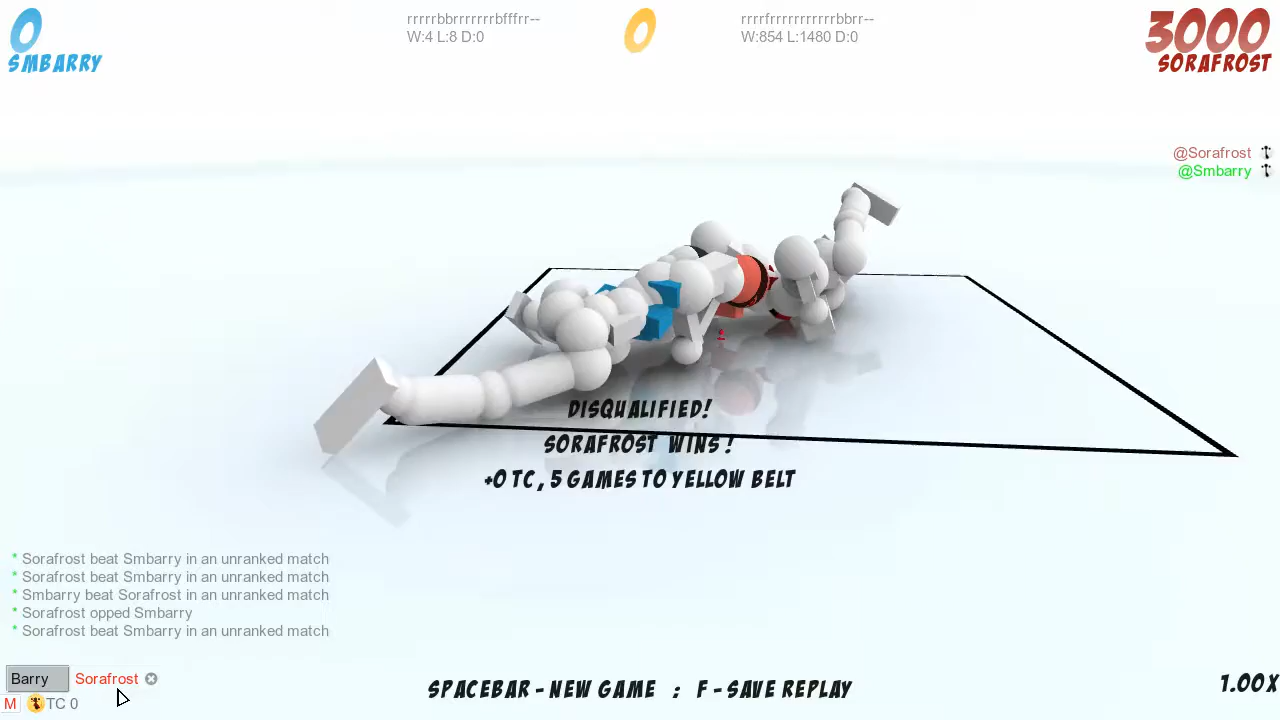 0
SMBARRY
rrrrrbbrrrrrrrbfffrr--
W:4 L:8 D:0
0
rrrrfrrrrrrrrrrrbbrr--
W:854 L:1480 D:0
3000
SORAFROST
@Sorafrost
@Smbarry
DISQUALIFIED!
SORAFROST WINS !
+0 TC , 5 GAMES TO YELLOW BELT
* Sorafrost beat Smbarry in an unranked match
* Sorafrost beat Smbarry in an unranked match
* Smbarry beat Sorafrost in an unranked match
* Sorafrost opped Smbarry
* Sorafrost beat Smbarry in an unranked match
Barry Sorafrost
M TC 0
SPACEBAR - NEW GAME : F - SAVE REPLAY
1.00X